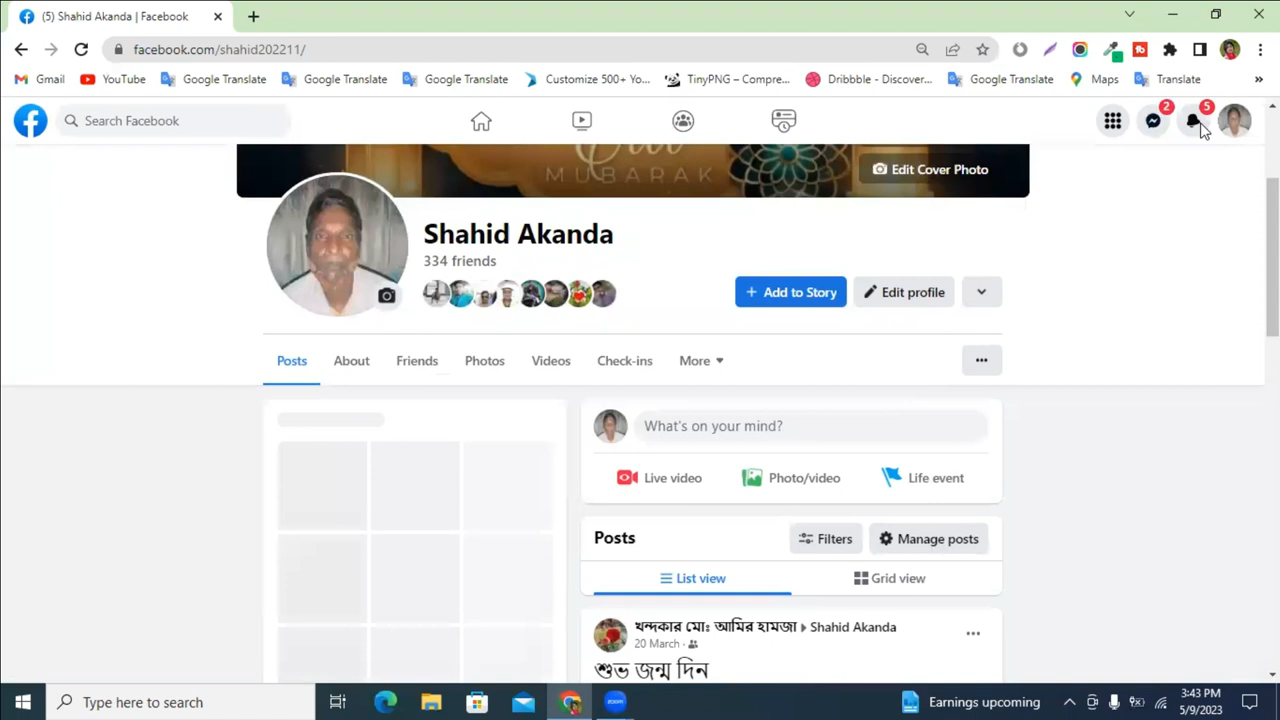 (5) Shahid Akanda | Facebook
facebook.com/shahid202211/
Gmail YouTube Google Translate Google Translate Google Translate Customize 500+ Yo... TinyPNG – Compre... Dribbble - Discover... Google Translate Maps Translate »
Search Facebook
2 5
MUBARAK
Edit Cover Photo
Shahid Akanda
334 friends
+ Add to Story Edit profile
Posts About Friends Photos Videos Check-ins More
What's on your mind?
Live video Photo/video Life event
Posts Filters Manage posts
List view Grid view
খন্দকার মোঃ আমির হামজা Shahid Akanda
20 March ·
শুভ জন্ম দিন
Type here to search
Earnings upcoming
3:43 PM
5/9/2023